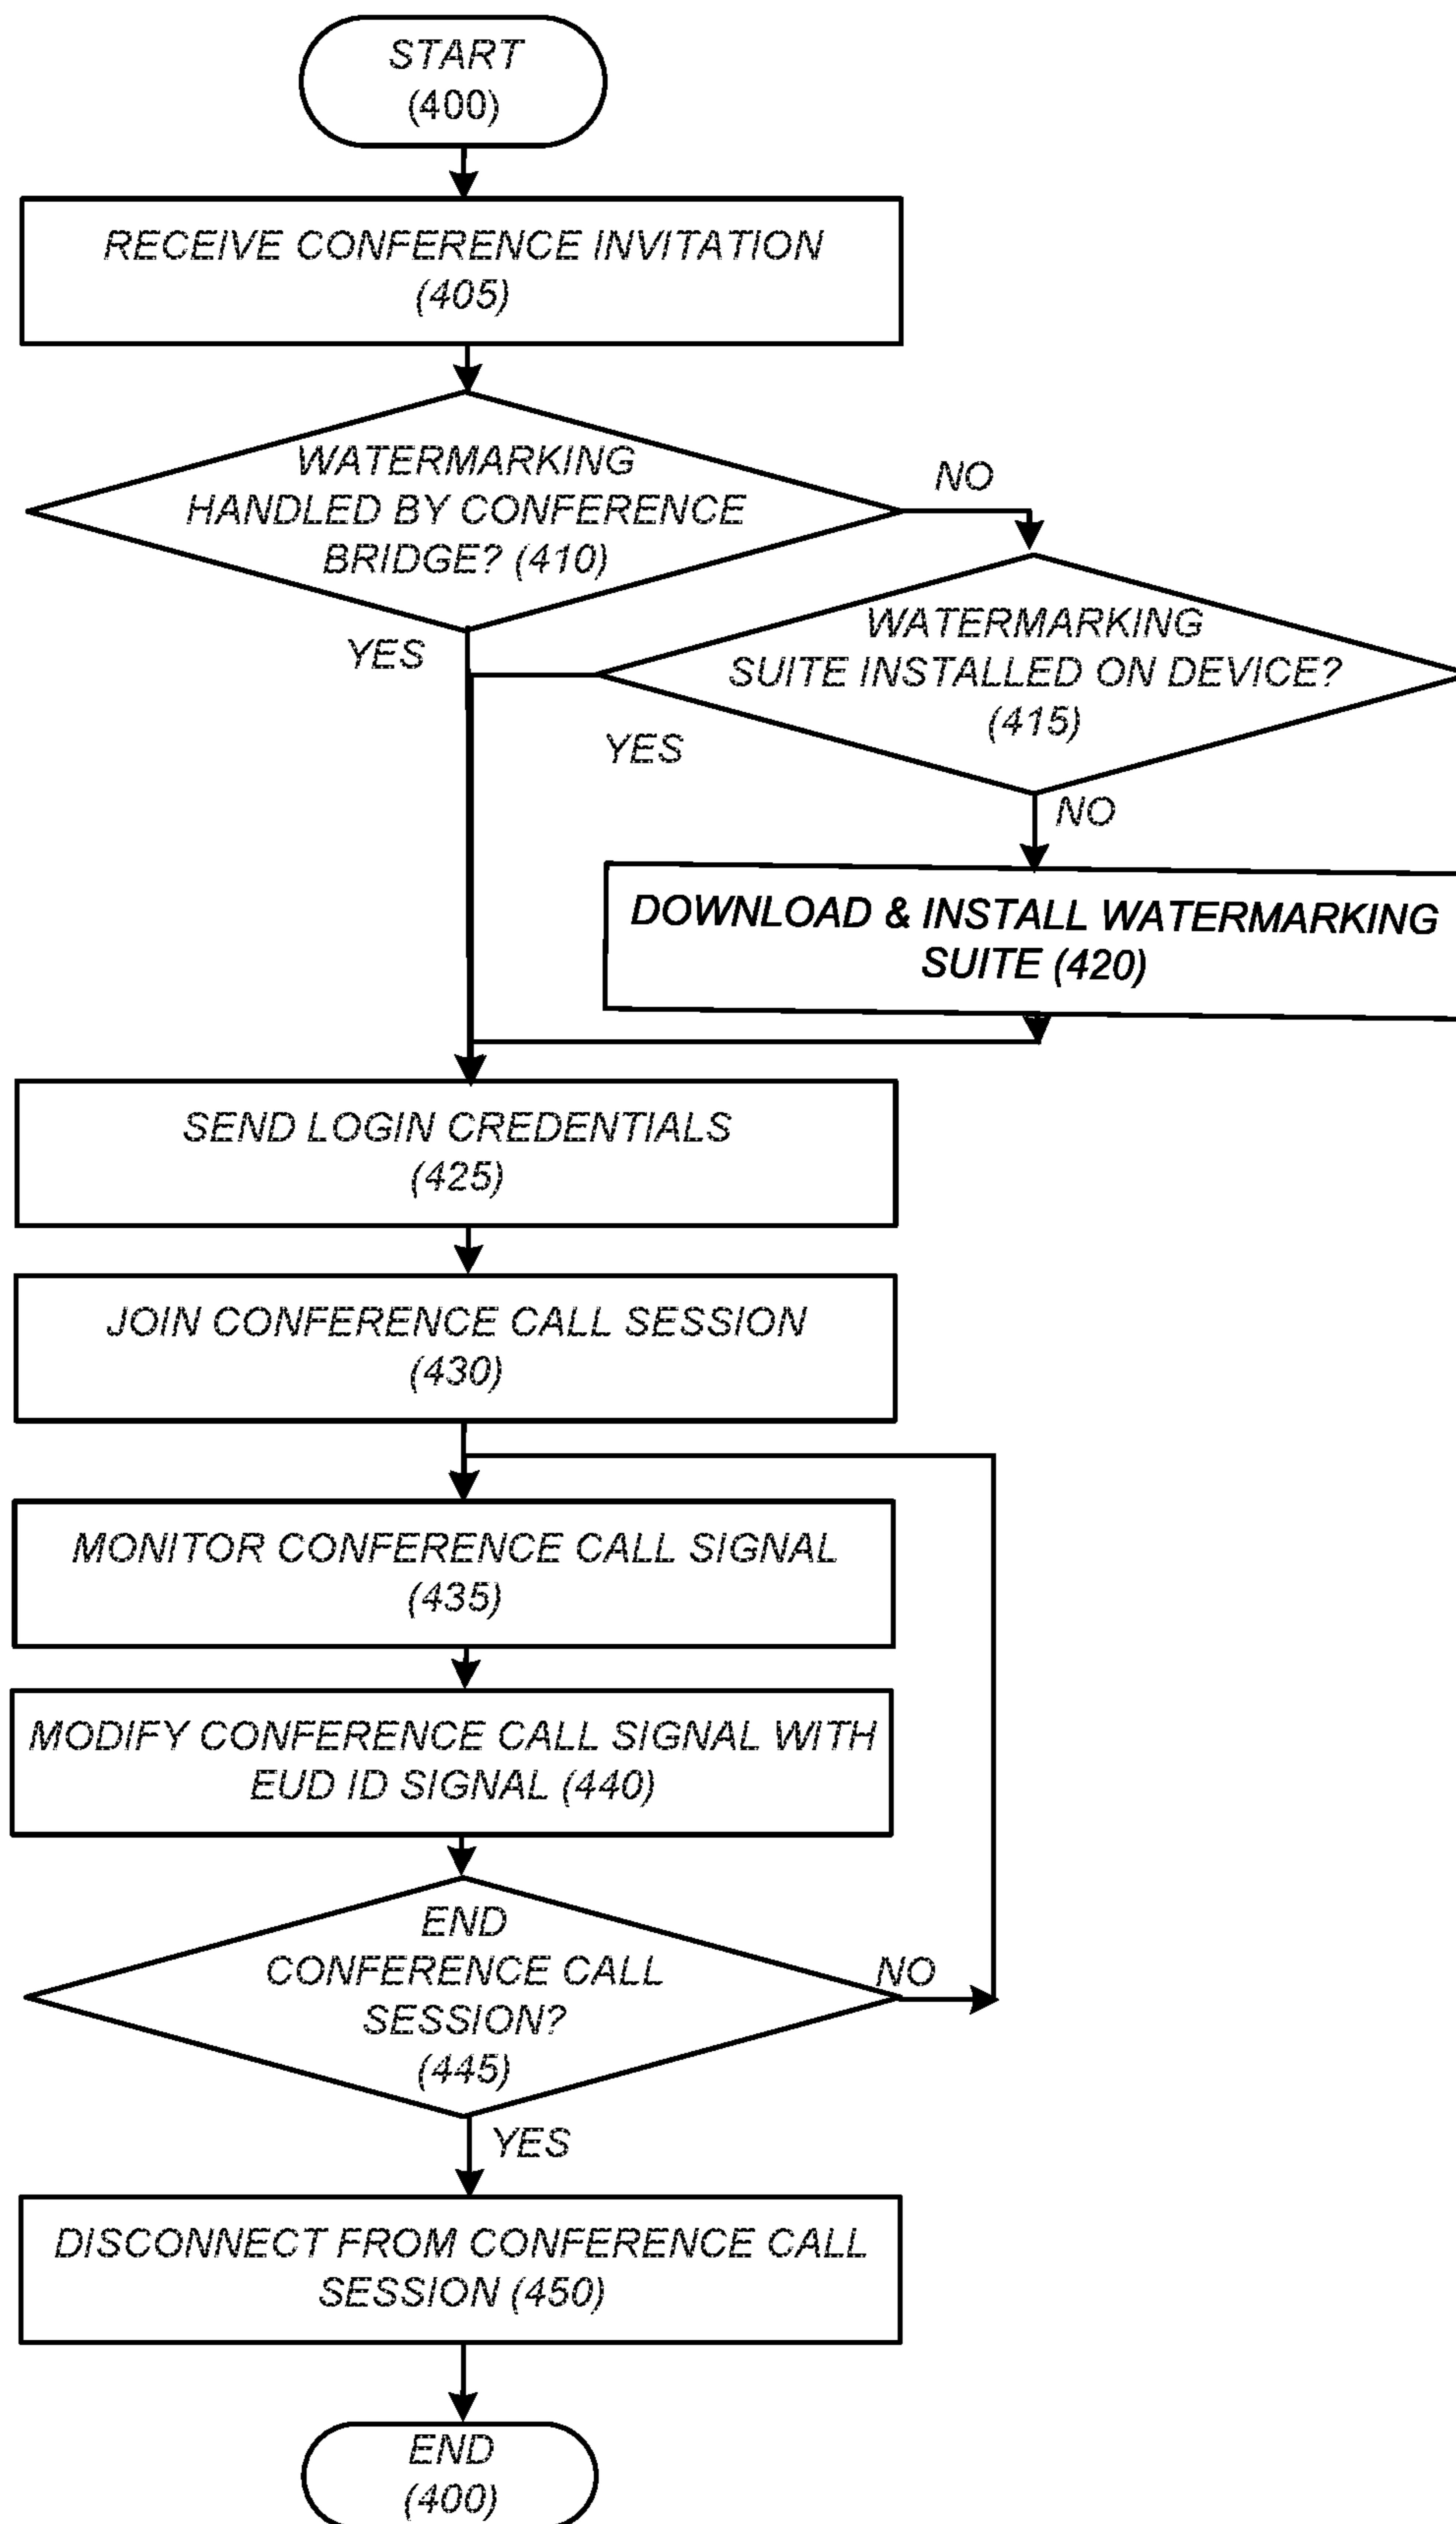 START
(400)
RECEIVE CONFERENCE INVITATION
(405)
WATERMARKING
HANDLED BY CONFERENCE
BRIDGE? (410)
NO
YES
WATERMARKING
SUITE INSTALLED ON DEVICE?
(415)
YES
NO
DOWNLOAD & INSTALL WATERMARKING
SUITE (420)
SEND LOGIN CREDENTIALS
(425)
JOIN CONFERENCE CALL SESSION
(430)
MONITOR CONFERENCE CALL SIGNAL
(435)
MODIFY CONFERENCE CALL SIGNAL WITH
EUD ID SIGNAL (440)
END
CONFERENCE CALL
SESSION?
(445)
NO
YES
DISCONNECT FROM CONFERENCE CALL
SESSION (450)
END
(400)